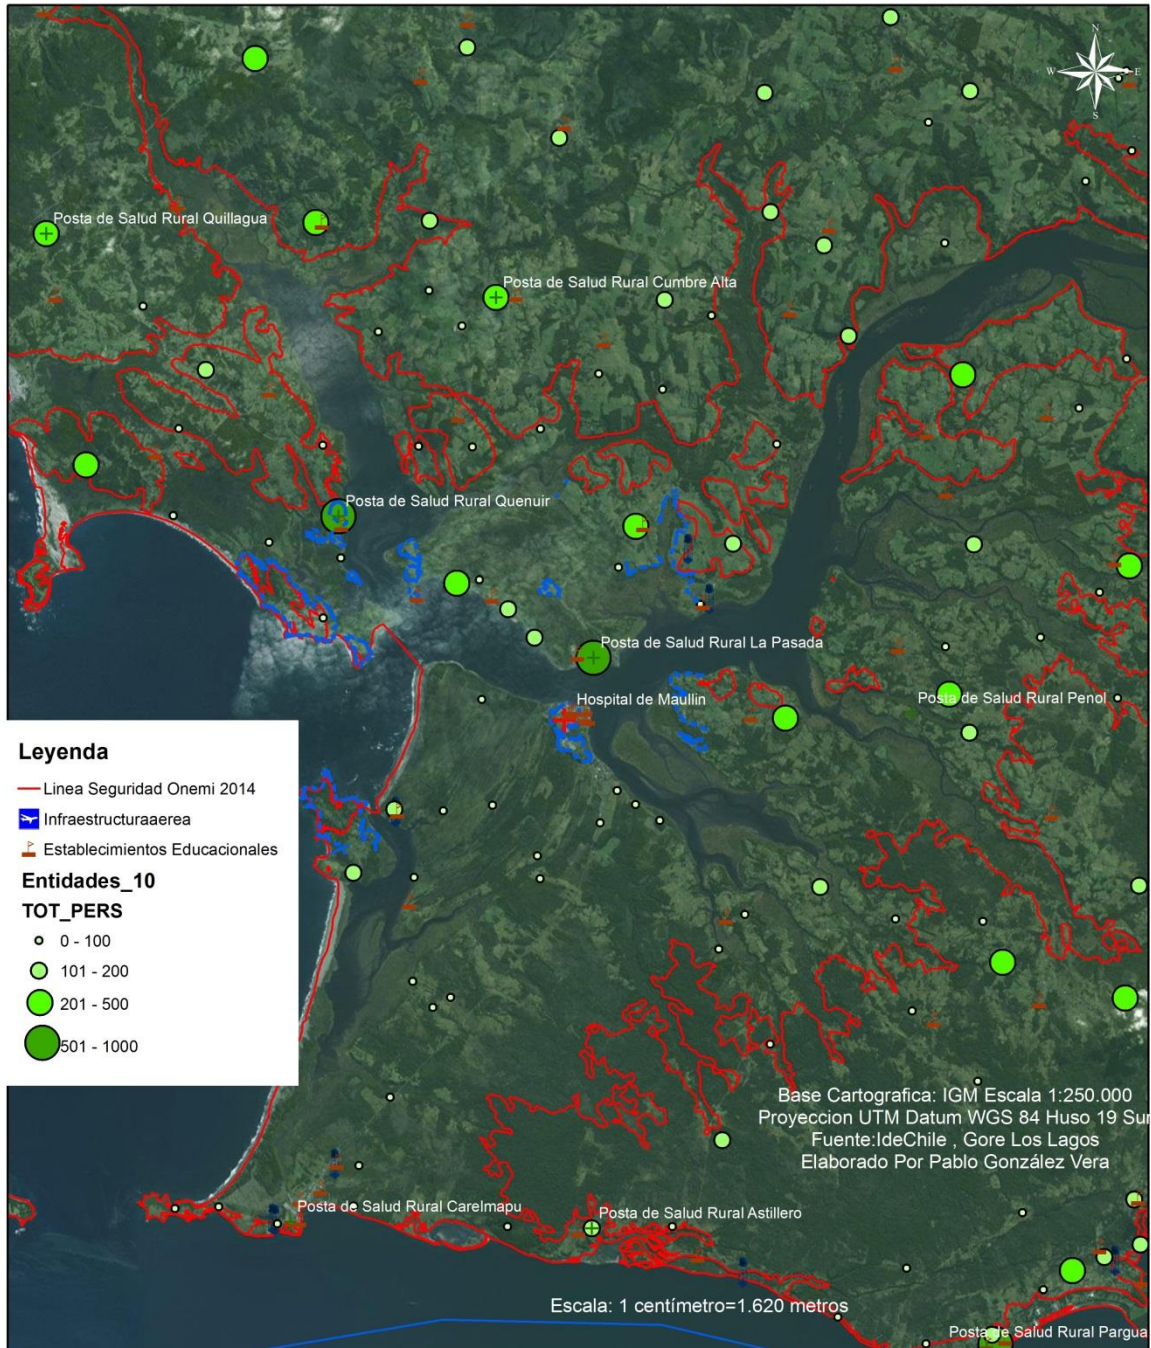 N
W
E
S
Posta de Salud Rural Quillagua
Posta de Salud Rural Cumbre Alta
Posta de Salud Rural Quenuir
Posta de Salud Rural La Pasada
Hospital de Maullin
Posta de Salud Rural Penol
Leyenda
Linea Seguridad Onemi 2014
Infraestructuraaerea
Establecimientos Educacionales
Entidades_10
TOT_PERS
0 - 100
101 - 200
201 - 500
501 - 1000
Base Cartografica: IGM Escala 1:250.000
Proyeccion UTM Datum WGS 84 Huso 19 Sur
Fuente:IdeChile , Gore Los Lagos
Elaborado Por Pablo González Vera
Posta de Salud Rural Carelmapu
Posta de Salud Rural Astillero
Escala: 1 centímetro=1.620 metros
Posta de Salud Rural Pargua